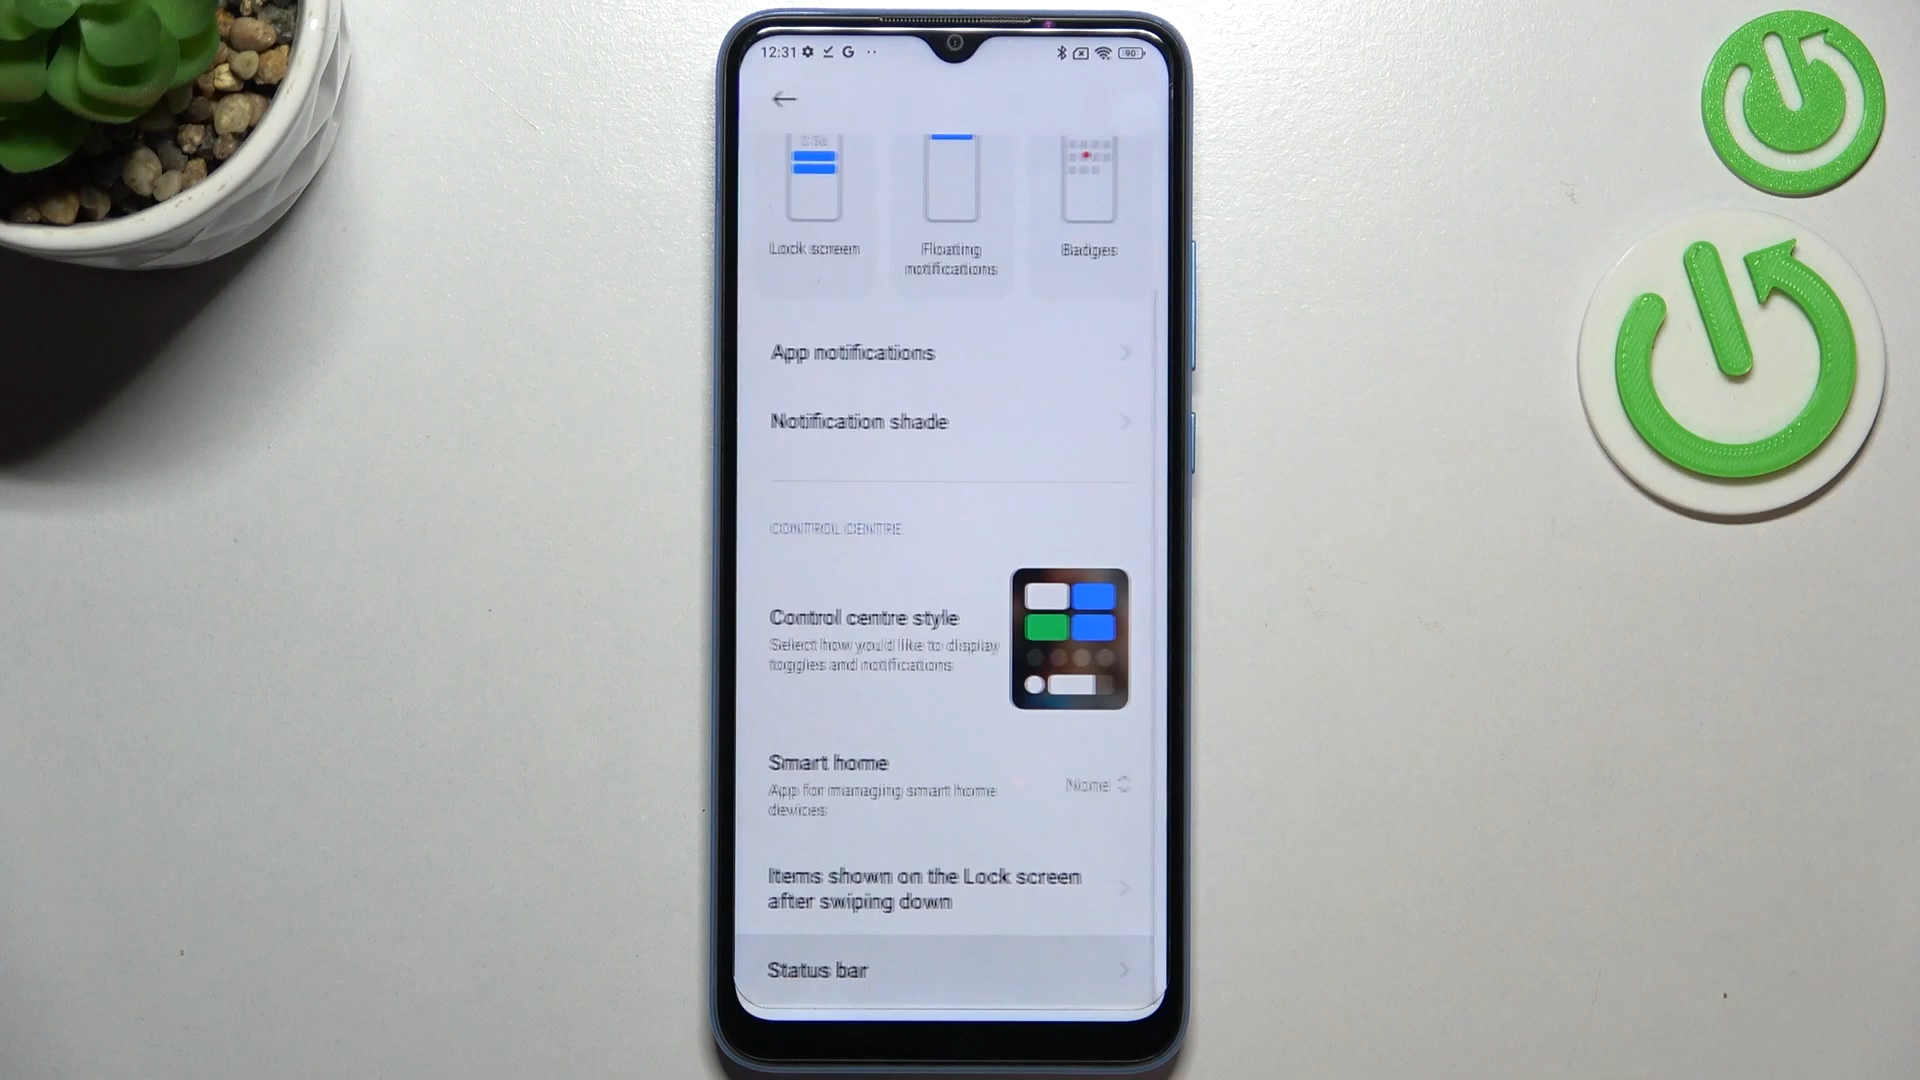 12:31
90
Lock screen
Floating
notifications
Badges
App notifications
Notification shade
CONTROL CENTRE
Control centre style
Select how you'd like to display
toggles and notifications
Smart home
App for managing smart home
devices
None
Items shown on the Lock screen
after swiping down
Status bar